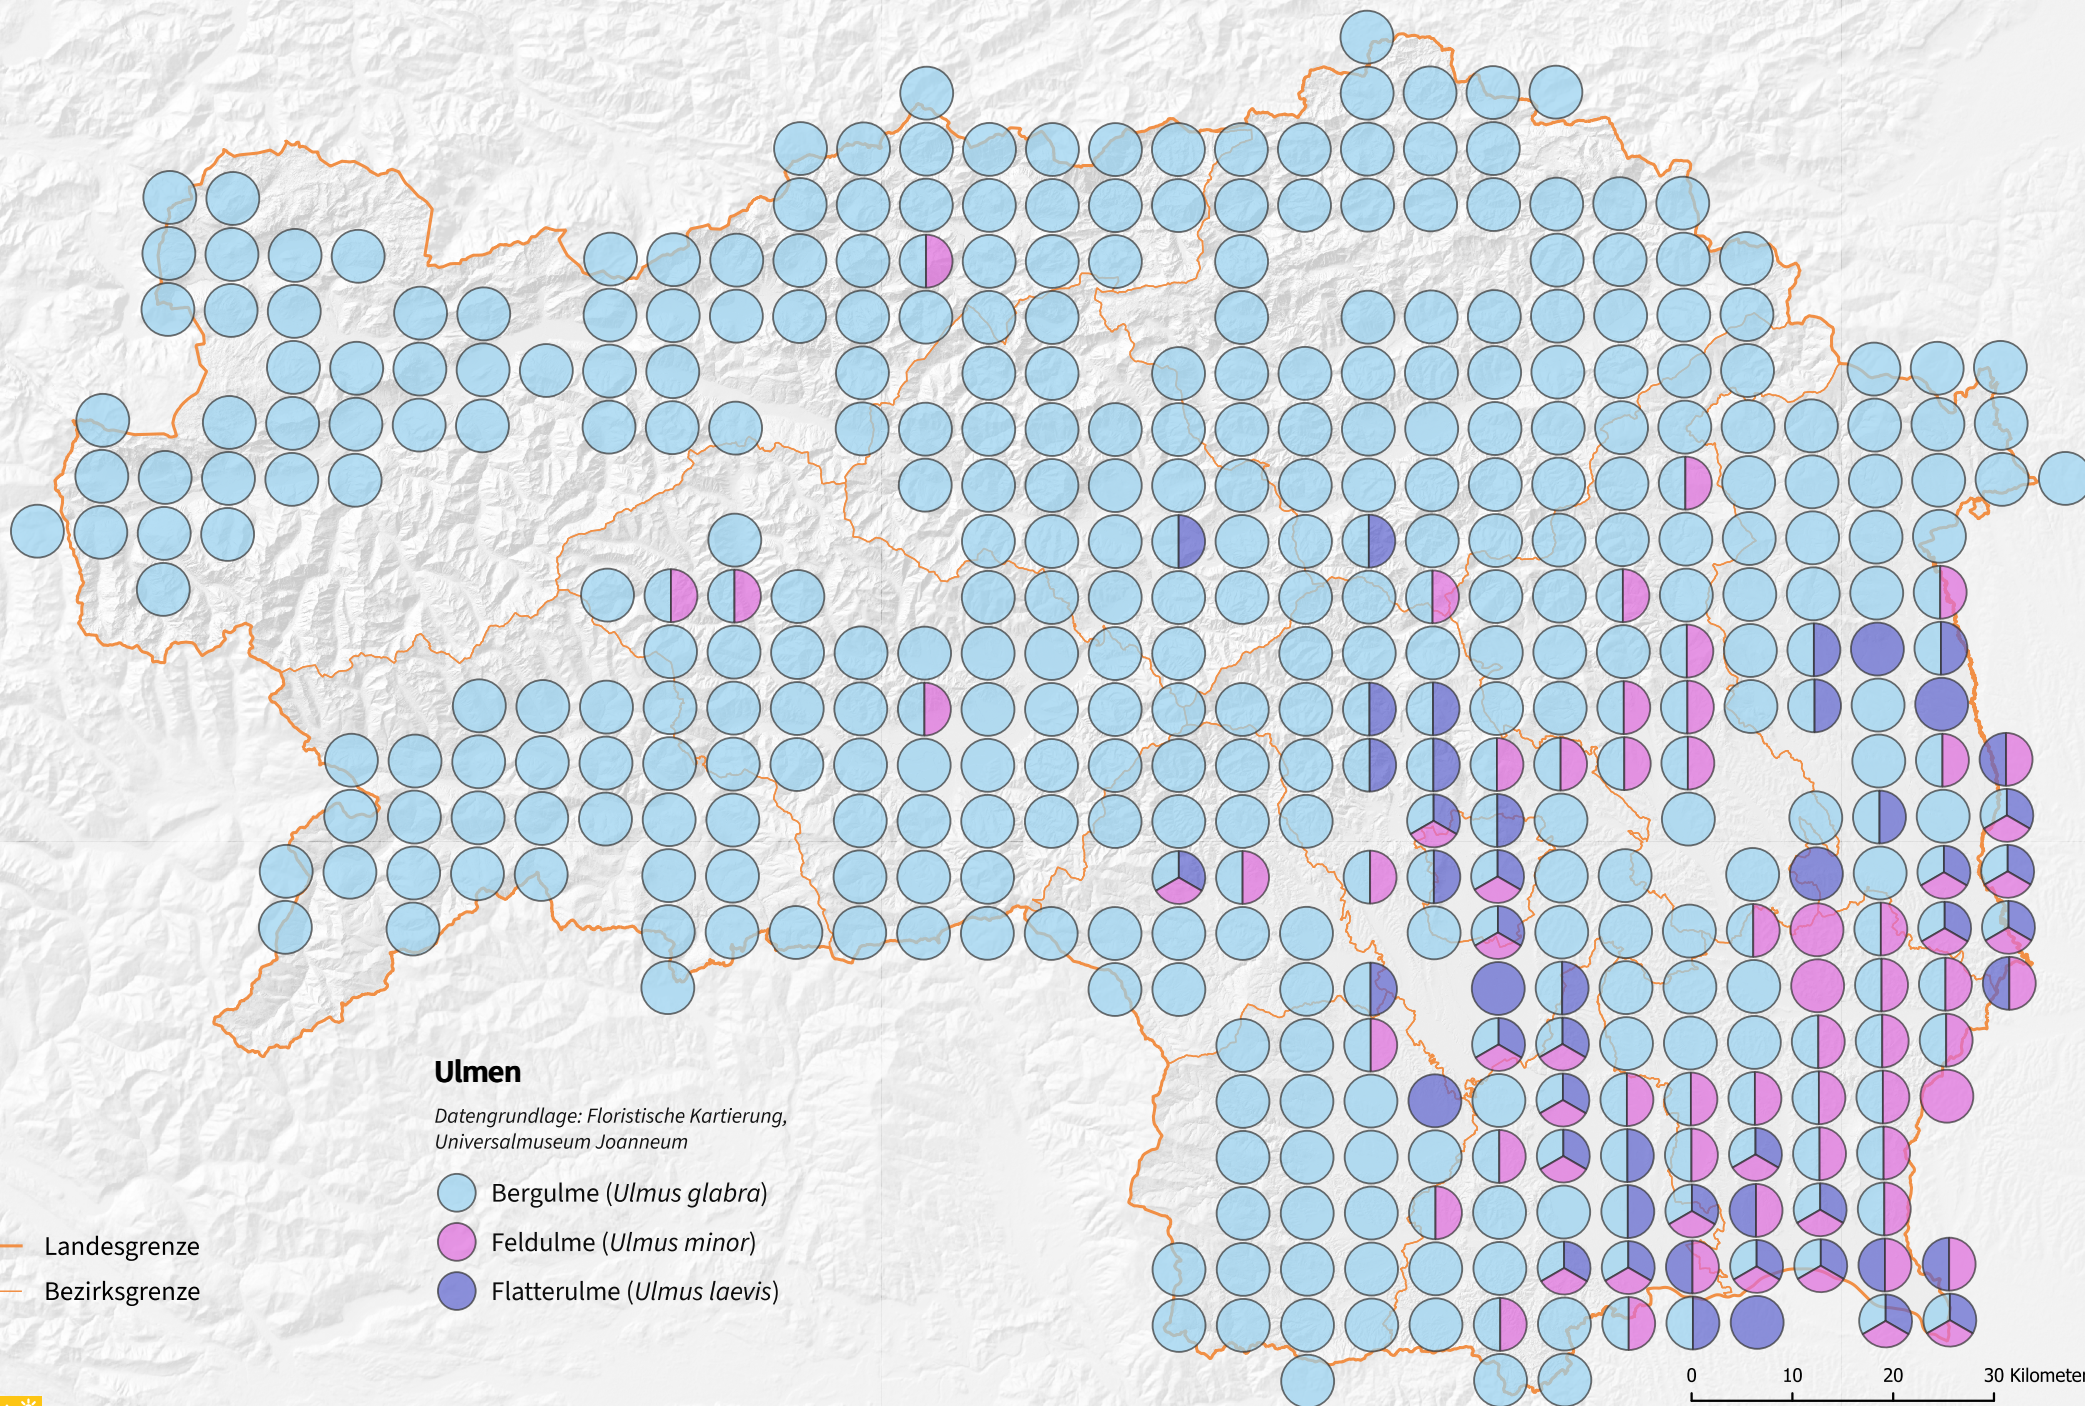 Ulmen
Datengrundlage: Floristische Kartierung,
Universalmuseum Joanneum
Bergulme (Ulmus glabra)
Feldulme (Ulmus minor)
Flatterulme (Ulmus laevis)
Landesgrenze
Bezirksgrenze
0 10 20 30 Kilometer